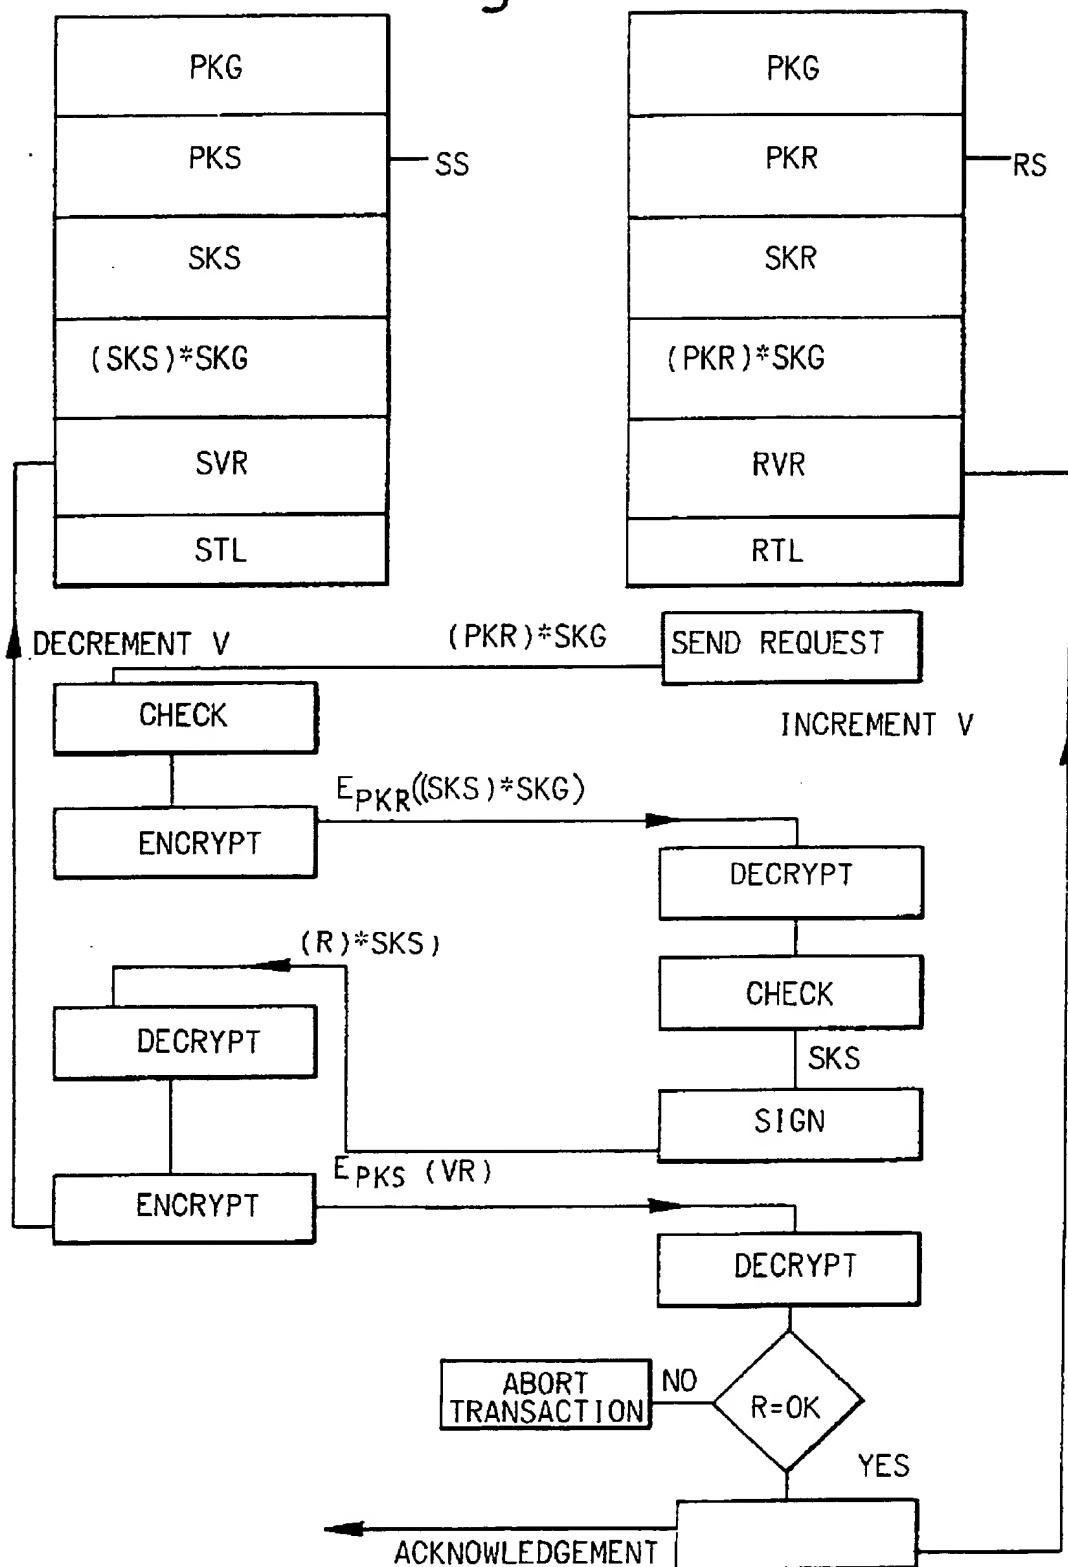 g
PKG
PKS
SS
SKS
(SKS)*SKG
SVR
STL
PKG
PKR
RS
SKR
(PKR)*SKG
RVR
RTL
DECREMENT V
(PKR)*SKG
SEND REQUEST
CHECK
INCREMENT V
EPKR((SKS)*SKG)
ENCRYPT
DECRYPT
(R)*SKS)
CHECK
DECRYPT
SKS
SIGN
EPKS (VR)
ENCRYPT
DECRYPT
ABORT
TRANSACTION
NO
R=OK
YES
ACKNOWLEDGEMENT